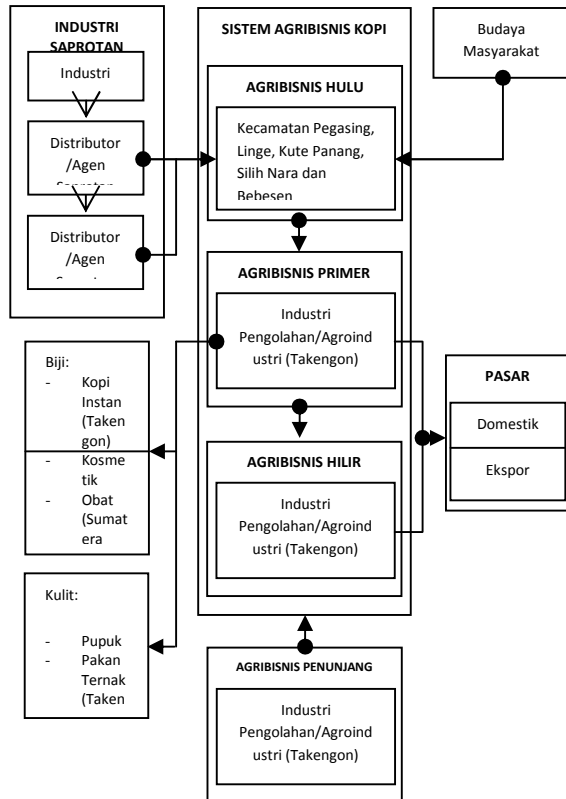 INDUSTRI
SAPROTAN
Industri
Distributor
/Agen
Distributor
/Agen
SISTEM AGRIBISNIS KOPI
AGRIBISNIS HULU
Kecamatan Pegasing,
Linge, Kute Panang,
Silih Nara dan
Bebesen
AGRIBISNIS PRIMER
Industri
Pengolahan/Agroind
ustri (Takengon)
AGRIBISNIS HILIR
Industri
Pengolahan/Agroind
ustri (Takengon)
AGRIBISNIS PENUNJANG
Industri
Pengolahan/Agroind
ustri (Takengon)
Budaya
Masyarakat
PASAR
Domestik
Ekspor
Biji:
- Kopi
Instan
(Taken
gon)
- Kosme
tik
- Obat
(Sumat
era
Kulit:
- Pupuk
- Pakan
Ternak
(Taken